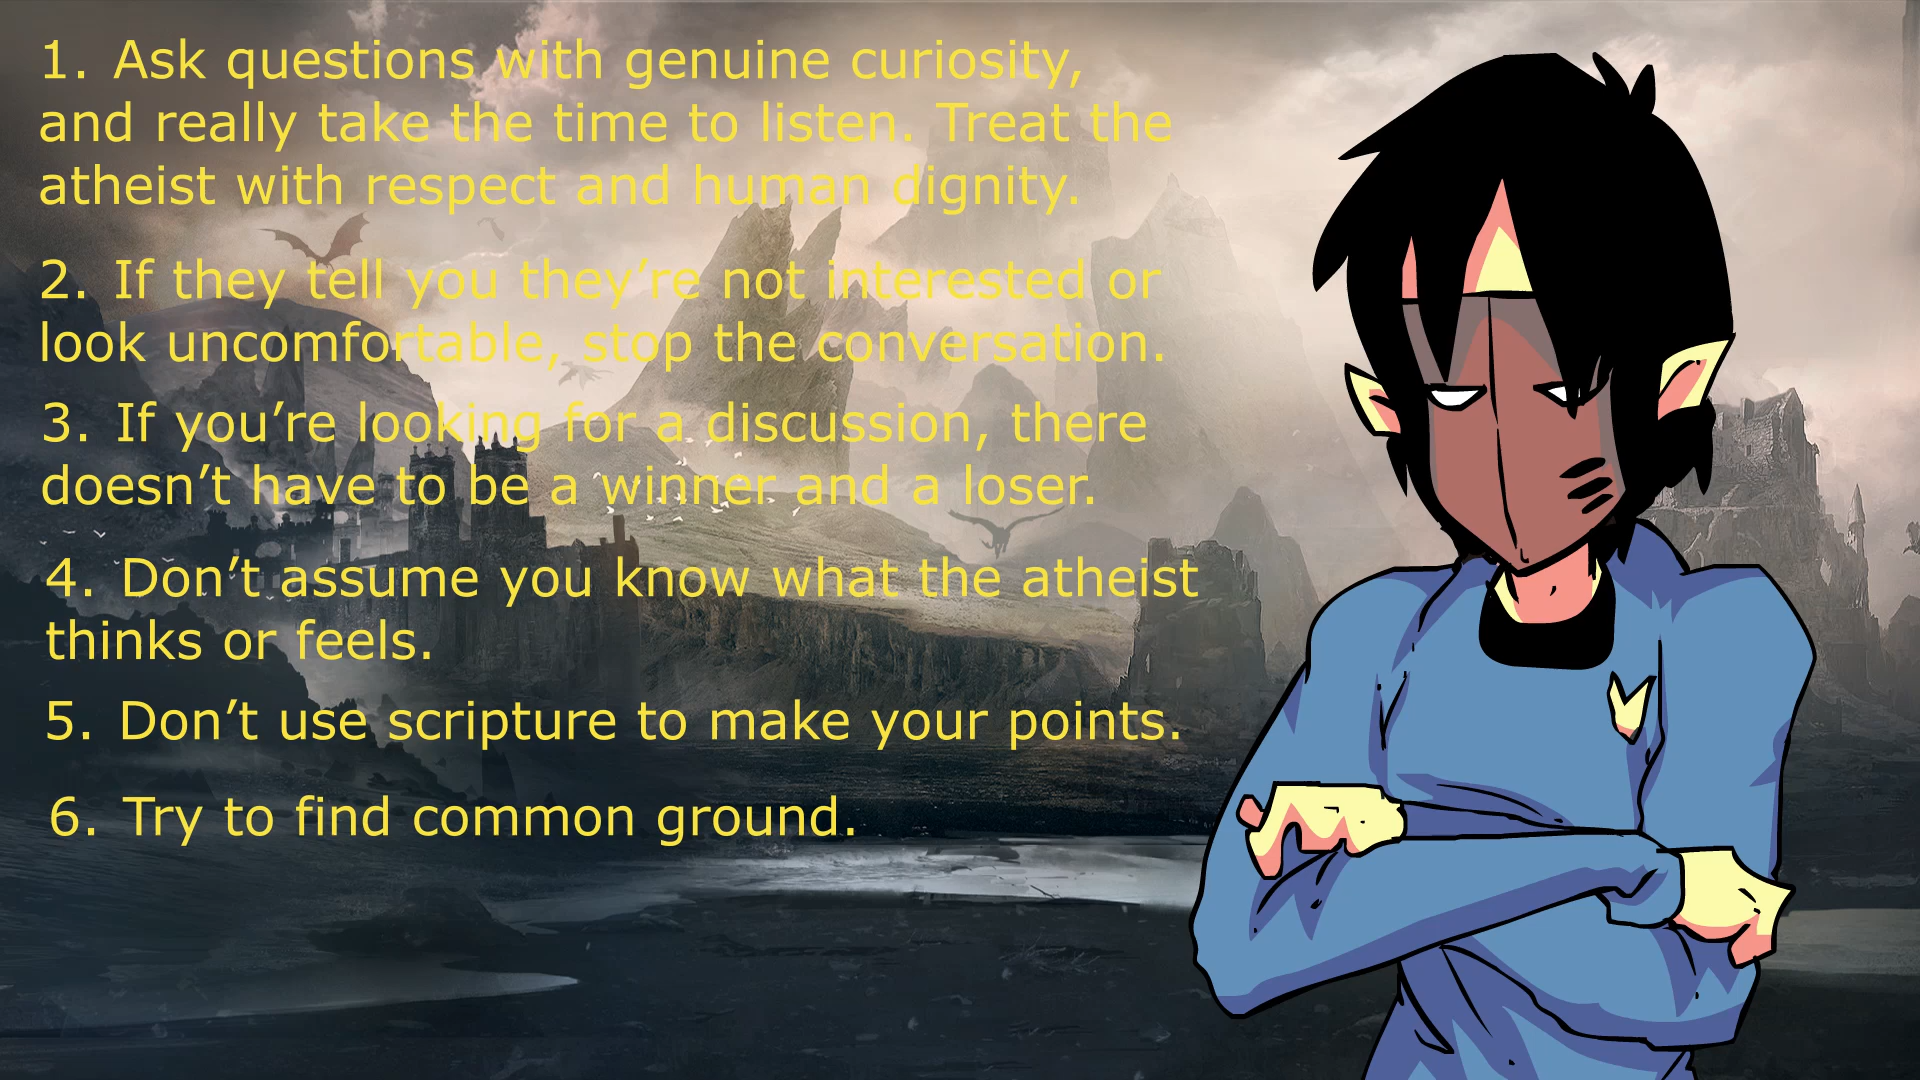 1. Ask questions with genuine curiosity,
and really take the time to listen. Treat the
atheist with respect and human dignity.
2. If they tell you they’re not interested or
look uncomfortable, stop the conversation.
3. If you’re looking for a discussion, there
doesn’t have to be a winner and a loser.
4. Don’t assume you know what the atheist
thinks or feels.
5. Don’t use scripture to make your points.
6. Try to find common ground.